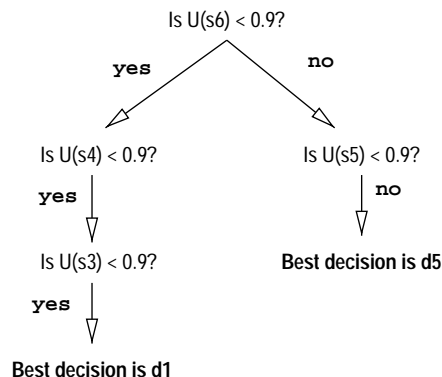 Is U(s6) < 0.9?
yes
no
Is U(s4) < 0.9?
Is U(s5) < 0.9?
yes
no
Is U(s3) < 0.9?
Best decision is d5
yes
Best decision is d1